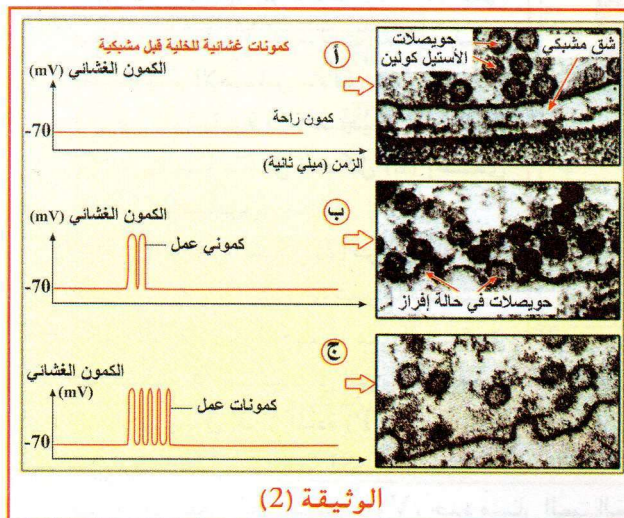 كمونات غشائية للخلية قبل مشبكية
أ
الكمون الغشائي (mV)
كمون راحة
-70
الزمن (ميلي ثانية)
حويصلات
الأستيل كولين
شق مشبكي
ب
الكمون الغشائي (mV)
كموني عمل
-70
حويصلات في حالة إفراز
ج
الكمون الغشائي
(mV)
كمونات عمل
-70
الوثيقة (2)